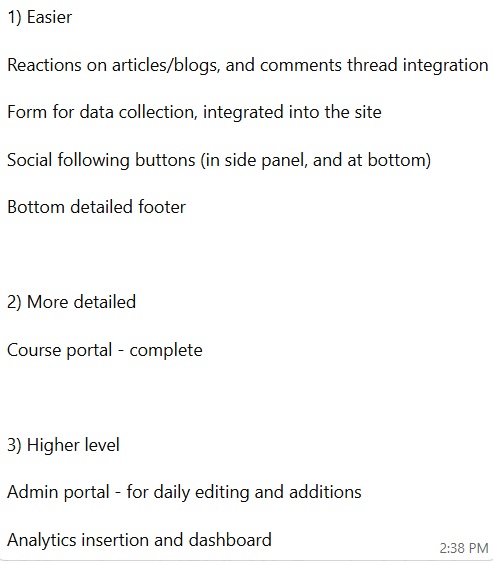 1) Easier
Reactions on articles/blogs, and comments thread integration
Form for data collection, integrated into the site
Social following buttons (in side panel, and at bottom)
Bottom detailed footer
2) More detailed
Course portal - complete
3) Higher level
Admin portal - for daily editing and additions
Analytics insertion and dashboard
2:38 PM